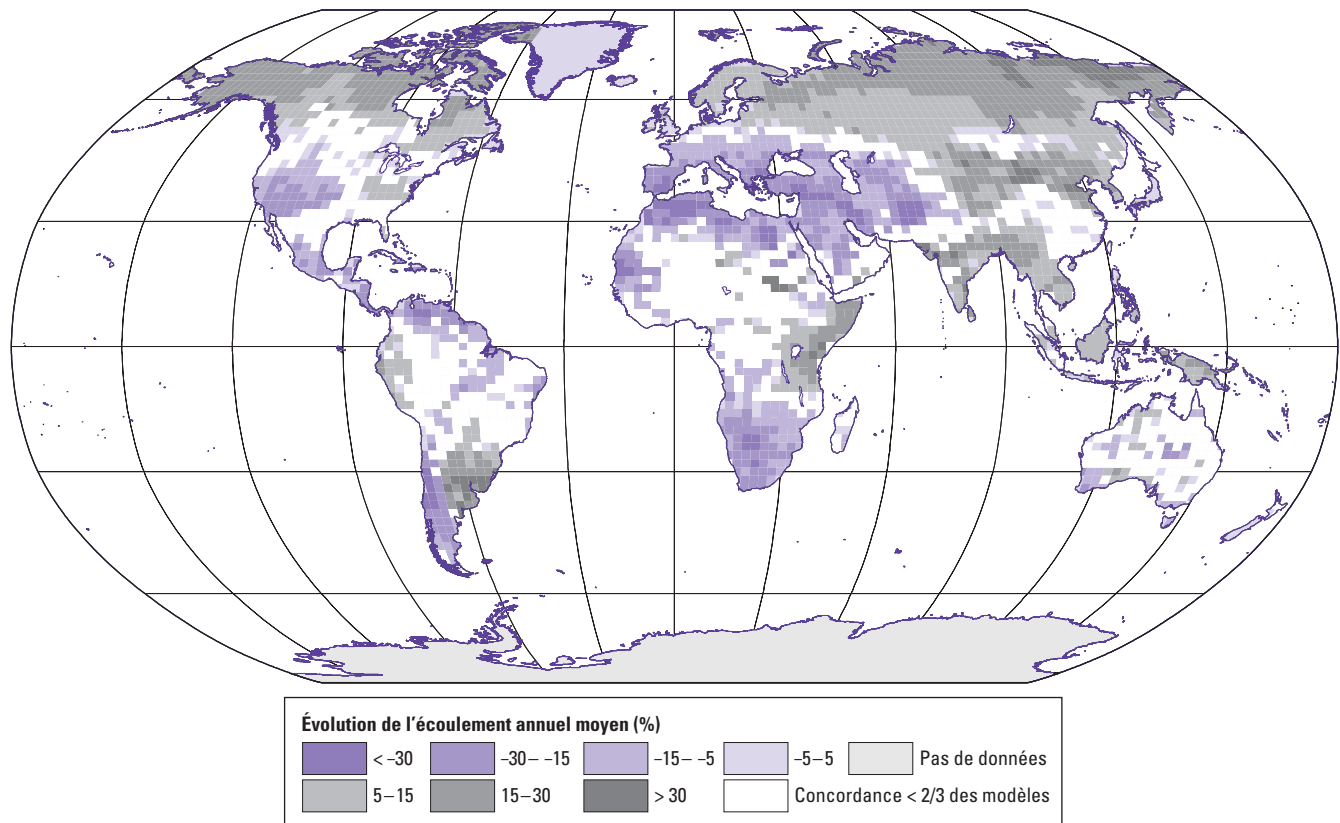 Évolution de l'écoulement annuel moyen (%)
< –30 –30– –15 –15– –5 –5–5 Pas de données
5–15 15–30 > 30 Concordance < 2/3 des modèles